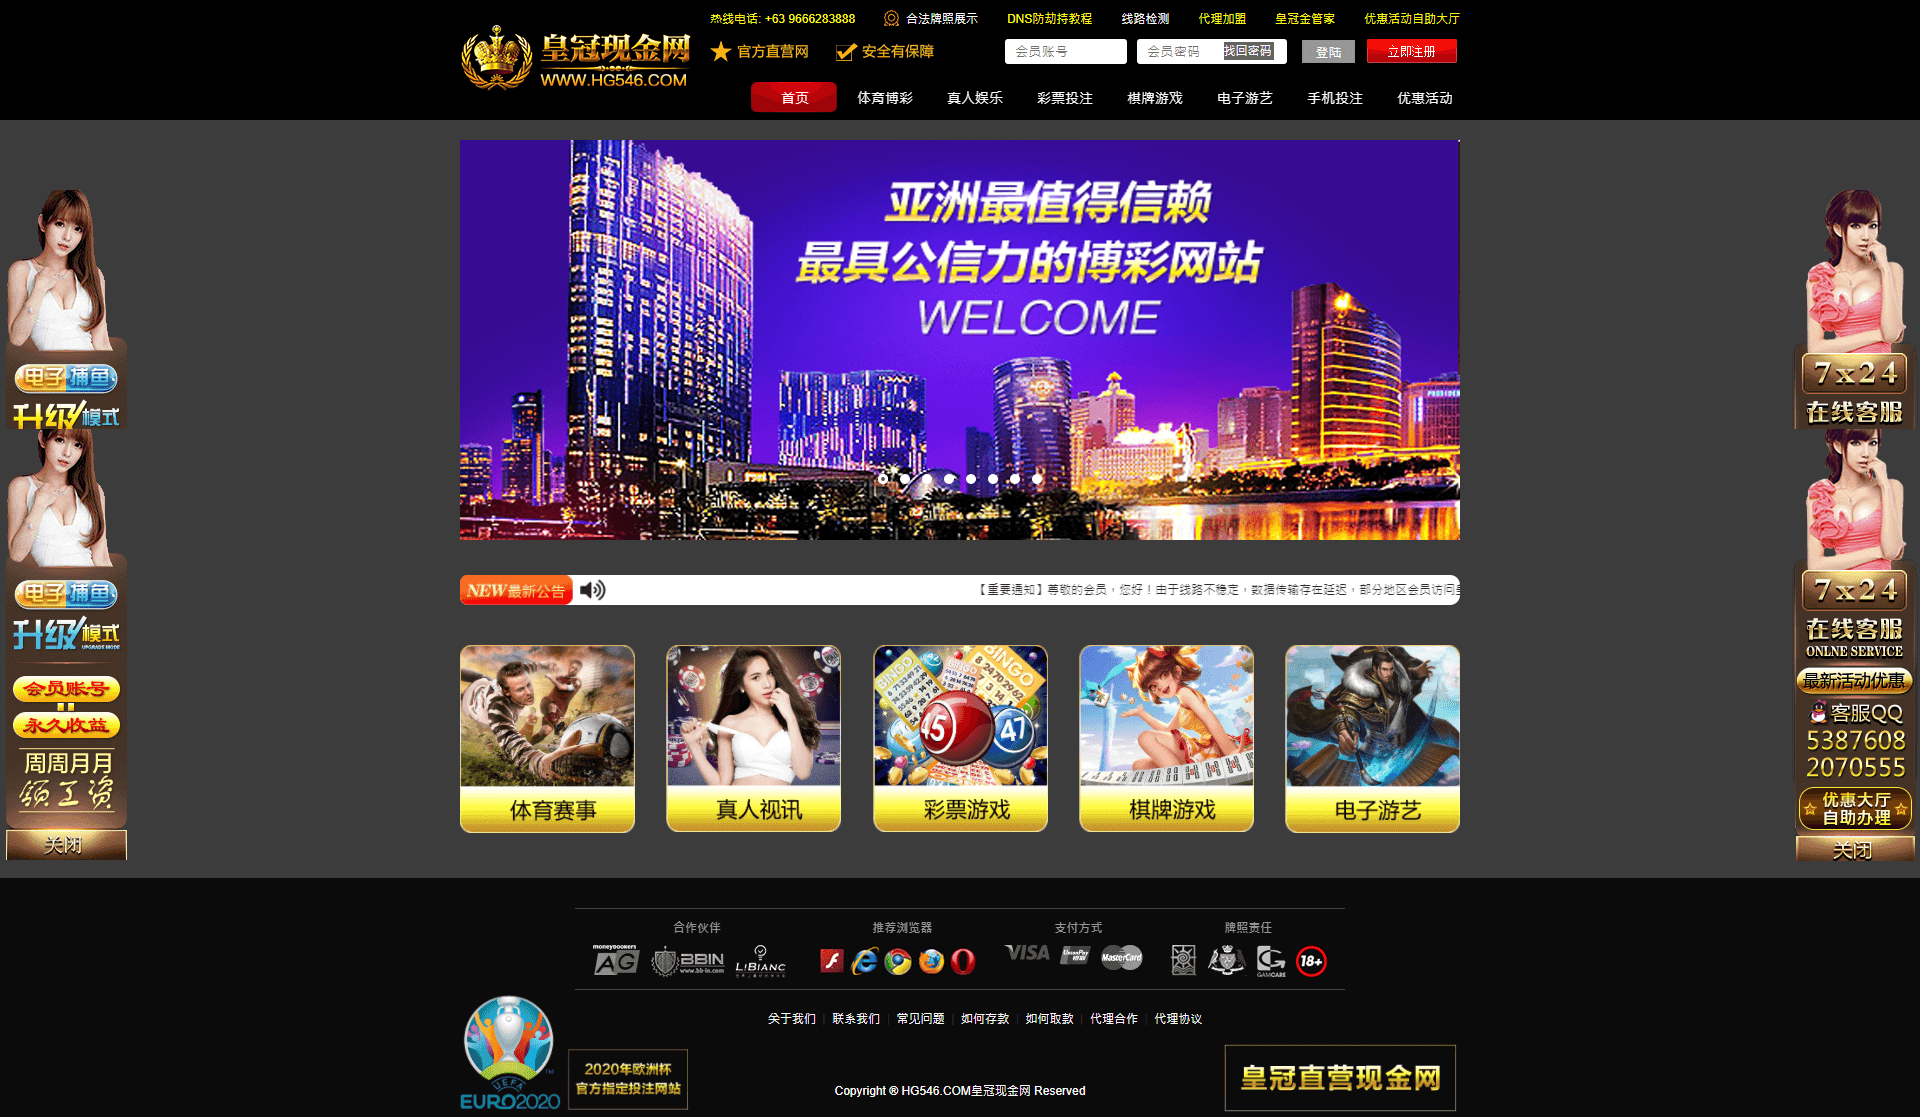 热线电话: +63 9666283888
合法牌照展示
DNS防劫持教程
线路检测
代理加盟
皇冠金管家
优惠活动自助大厅
皇冠现金网
WWW.HG546.COM
官方直营网
安全有保障
会员账号
会员密码
找回密码
登陆
立即注册
首页
体育博彩
真人娱乐
彩票投注
棋牌游戏
电子游艺
手机投注
优惠活动
亚洲最值得信赖
最具公信力的博彩网站
WELCOME
电子捕鱼
升级模式
电子捕鱼
升级模式
UPGRADE MODE
会员账号
永久收益
周周月月
领工资
关闭
7x24
在线客服
7x24
在线客服
ONLNE SERVICE
最新活动优惠
客服QQ
5387608
2070555
优惠大厅
自助办理
关闭
NEW最新公告
【重要通知】尊敬的会员，您好！由于线路不稳定，数据传输存在延迟，部分地区会员访问
BINGO
BINGO
45
47
体育赛事
真人视讯
彩票游戏
棋牌游戏
电子游艺
合作伙伴
推荐浏览器
支付方式
牌照责任
moneybookers
AG
BBIN
www.bb-in.com
LIBIANC
VISA
UnionPay
银联
MasterCard
GAMCARE
18+
关于我们
联系我们
常见问题
如何存款
如何取款
代理合作
代理协议
UEFA
EURO2020
2020年欧洲杯
官方指定投注网站
Copyright ® HG546.COM皇冠现金网 Reserved
皇冠直营现金网